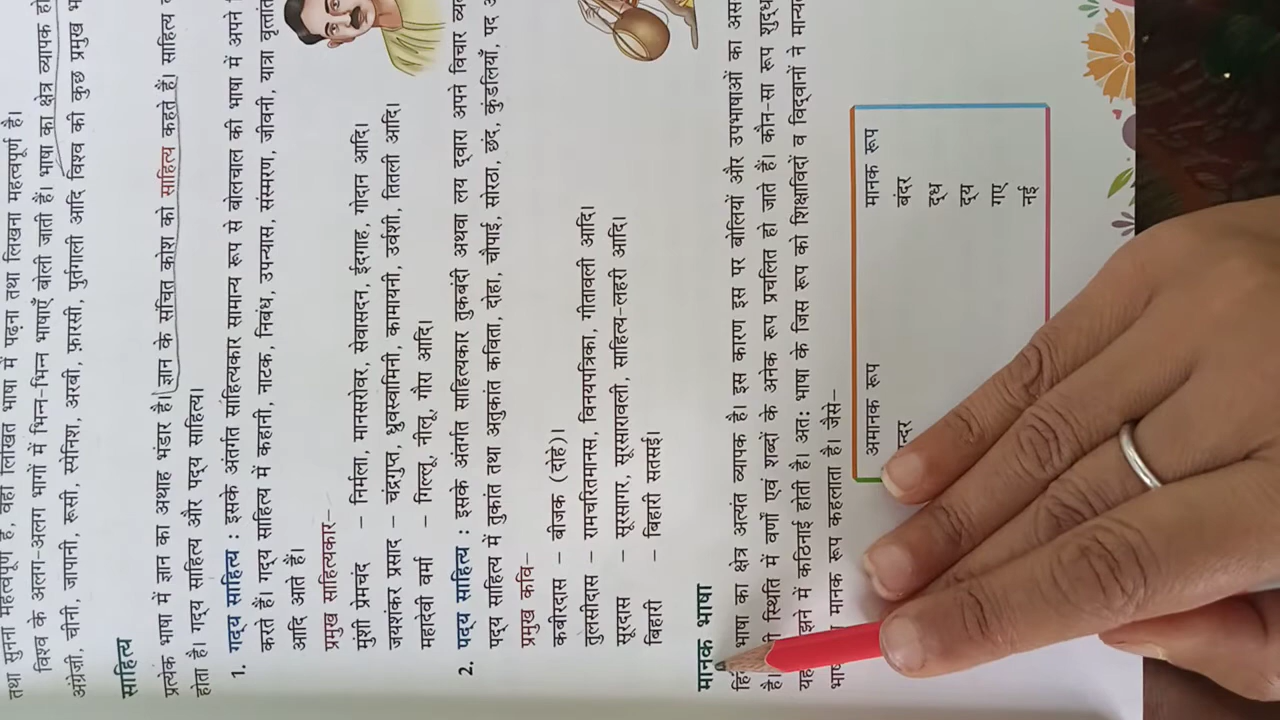 तथा सुनना महत्वपूर्ण है, वहीं लिखित भाषा में पढ़ना तथा लिखना महत्वपूर्ण है।
विश्व के अलग-अलग भागों में भिन्न-भिन्न भाषाएँ बोली जाती हैं। भाषा का क्षेत्र व्यापक
अंग्रेज़ी, चीनी, जापानी, रूसी, स्पेनिश, अरबी, फ़ारसी, पुर्तगाली आदि विश्व की कुछ प्रमुख
साहित्य
प्रत्येक भाषा में ज्ञान का अथाह भंडार है। ज्ञान के संचित कोश को साहित्य कहते हैं। साहित्य
होता है। गद्य साहित्य और पद्य साहित्य।
1. गद्य साहित्य : इसके अंतर्गत साहित्यकार सामान्य रूप से बोलचाल की भाषा में अपने
करते हैं। गद्य साहित्य में कहानी, नाटक, निबंध, उपन्यास, संस्मरण, जीवनी, यात्रा वृत्तांत
आदि आते हैं।
प्रमुख साहित्यकार–
मुंशी प्रेमचंद – निर्मला, मानसरोवर, सेवासदन, ईदगाह, गोदान आदि।
जयशंकर प्रसाद – चंद्रगुप्त, ध्रुवस्वामिनी, कामायनी, उर्वशी, तितली आदि।
महादेवी वर्मा – गिल्लू, नीलू, गौरा आदि।
2. पद्य साहित्य : इसके अंतर्गत साहित्यकार तुकबंदी अथवा लय द्वारा अपने विचार
पद्य साहित्य में तुकांत तथा अतुकांत कविता, दोहा, चौपाई, सोरठा, छंद, कुंडलियाँ, पद
प्रमुख कवि–
कबीरदास – बीजक (दोहे)।
तुलसीदास – रामचरितमानस, विनयपत्रिका, गीतावली आदि।
सूरदास – सूरसागर, सूरसारावली, साहित्य-लहरी आदि।
बिहारी – बिहारी सतसई।
मानक भाषा
भाषा का क्षेत्र अत्यंत व्यापक है। इस कारण इस पर बोलियों और उपभाषाओं का
है। स्थिति में वर्णों एवं शब्दों के अनेक रूप प्रचलित हो जाते हैं। कौन-सा रूप
यह होती है। अतः भाषा के जिस रूप को शिक्षाविदों व विद्वानों ने
मानक रूप कहलाता है। जैसे–
अमानक रूप मानक रूप
बंदर
द्ध
द्य
गए
नई